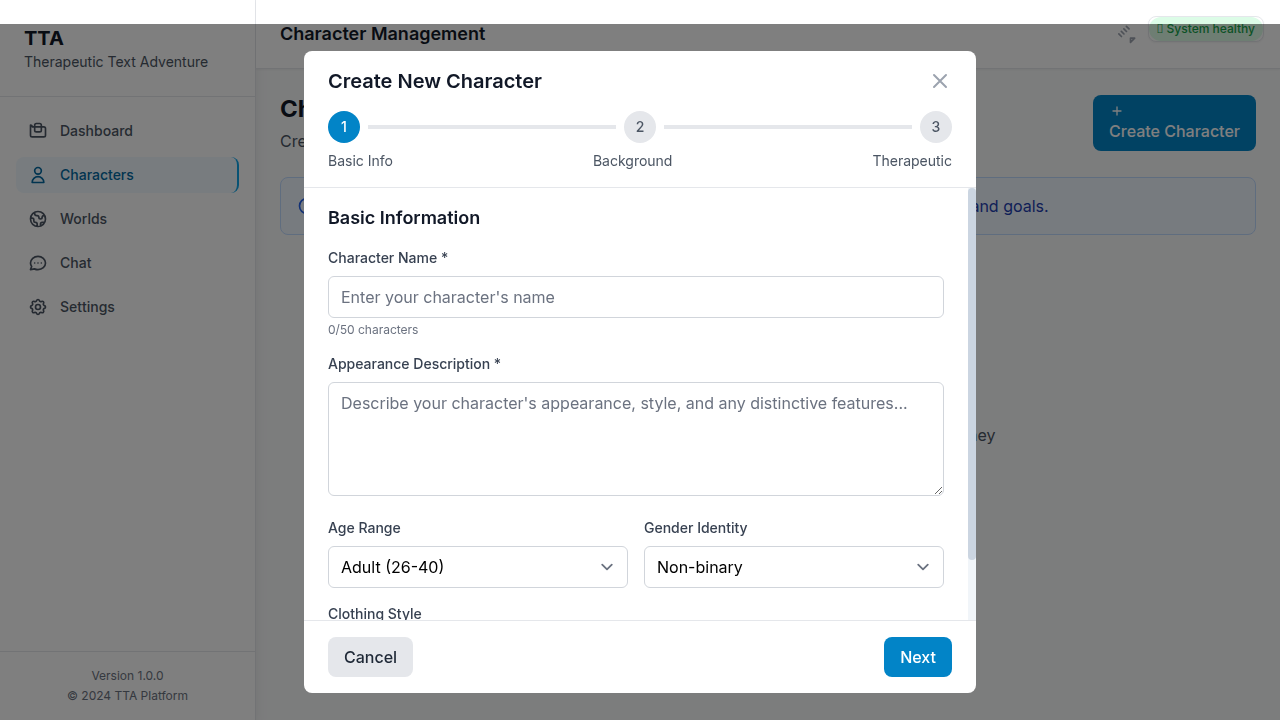 TTA
Therapeutic Text Adventure
Dashboard
Characters
Worlds
Chat
Settings
Version 1.0.0
© 2024 TTA Platform
Character Management
System healthy
+
Create Character
and goals.
Create New Character
1
2
3
Basic Info
Background
Therapeutic
Basic Information
Character Name *
Enter your character's name
0/50 characters
Appearance Description *
Describe your character's appearance, style, and any distinctive features...
Age Range
Gender Identity
Adult (26-40)
Non-binary
Clothing Style
Cancel
Next